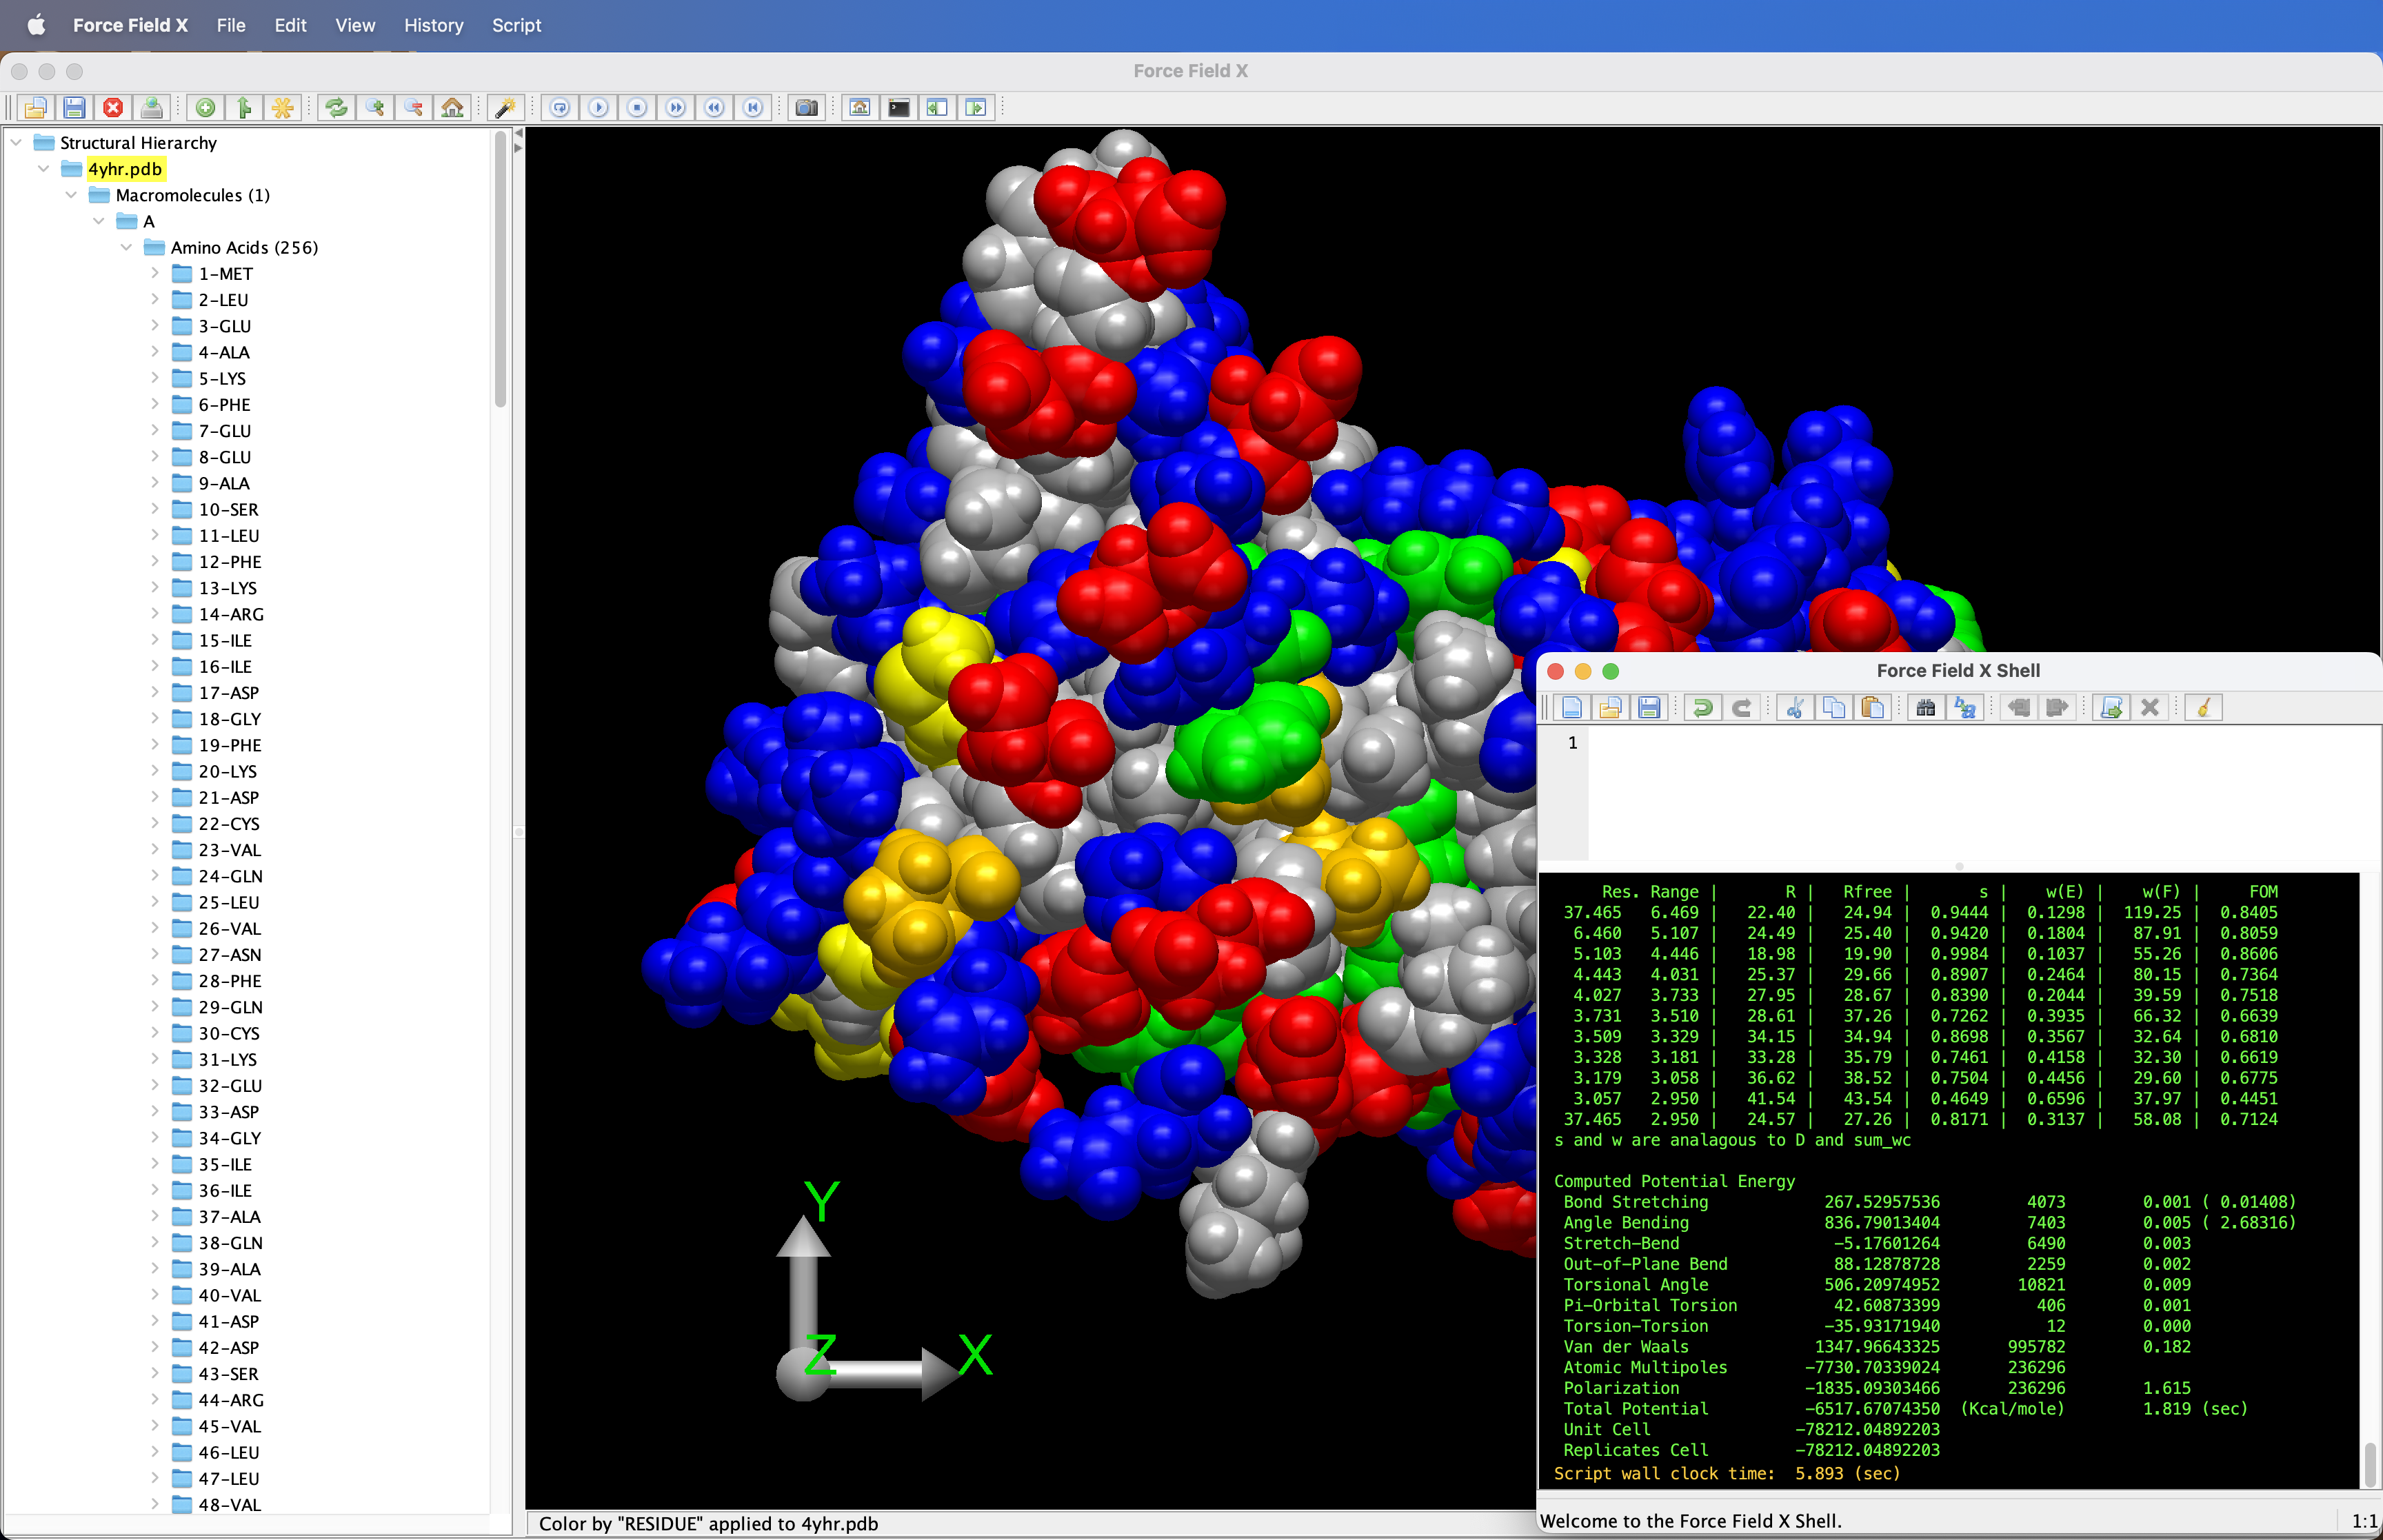 Force Field X File Edit View History Script
Force Field X
Structural Hierarchy
4yhr.pdb
Macromolecules (1)
A
Amino Acids (256)
1-MET
2-LEU
3-GLU
4-ALA
5-LYS
6-PHE
7-GLU
8-GLU
9-ALA
10-SER
11-LEU
12-PHE
13-LYS
14-ARG
15-ILE
16-ILE
17-ASP
18-GLY
19-PHE
20-LYS
21-ASP
22-CYS
23-VAL
24-GLN
25-LEU
26-VAL
27-ASN
28-PHE
29-GLN
30-CYS
31-LYS
32-GLU
33-ASP
34-GLY
35-ILE
36-ILE
37-ALA
38-GLN
39-ALA
40-VAL
41-ASP
42-ASP
43-SER
44-ARG
45-VAL
46-LEU
47-LEU
48-VAL
Y
Z X
Color by "RESIDUE" applied to 4yhr.pdb
Force Field X Shell
1
Res. Range | R | Rfree | s | w(E) | w(F) | FOM
37.465 6.469 | 22.40 | 24.94 | 0.9444 | 0.1298 | 119.25 | 0.8405
6.460 5.107 | 24.49 | 25.40 | 0.9420 | 0.1804 | 87.91 | 0.8059
5.103 4.446 | 18.98 | 19.90 | 0.9984 | 0.1037 | 55.26 | 0.8606
4.443 4.031 | 25.37 | 29.66 | 0.8907 | 0.2464 | 80.15 | 0.7364
4.027 3.733 | 27.95 | 28.67 | 0.8390 | 0.2044 | 39.59 | 0.7518
3.731 3.510 | 28.61 | 37.26 | 0.7262 | 0.3935 | 66.32 | 0.6639
3.509 3.329 | 34.15 | 34.94 | 0.8698 | 0.3567 | 32.64 | 0.6810
3.328 3.181 | 33.28 | 35.79 | 0.7461 | 0.4158 | 32.30 | 0.6619
3.179 3.058 | 36.62 | 38.52 | 0.7504 | 0.4456 | 29.60 | 0.6775
3.057 2.950 | 41.54 | 43.54 | 0.4649 | 0.6596 | 37.97 | 0.4451
37.465 2.950 | 24.57 | 27.26 | 0.8171 | 0.3137 | 58.08 | 0.7124
s and w are analagous to D and sum_wc
Computed Potential Energy
Bond Stretching 267.52957536 4073 0.001 ( 0.01408)
Angle Bending 836.79013404 7403 0.005 ( 2.68316)
Stretch-Bend -5.17601264 6490 0.003
Out-of-Plane Bend 88.12878728 2259 0.002
Torsional Angle 506.20974952 10821 0.009
Pi-Orbital Torsion 42.60873399 406 0.001
Torsion-Torsion -35.93171940 12 0.000
Van der Waals 1347.96643325 995782 0.182
Atomic Multipoles -7730.70339024 236296
Polarization -1835.09303466 236296 1.615
Total Potential -6517.67074350 (Kcal/mole) 1.819 (sec)
Unit Cell -78212.04892203
Replicates Cell -78212.04892203
Script wall clock time: 5.893 (sec)
Welcome to the Force Field X Shell. 1:1